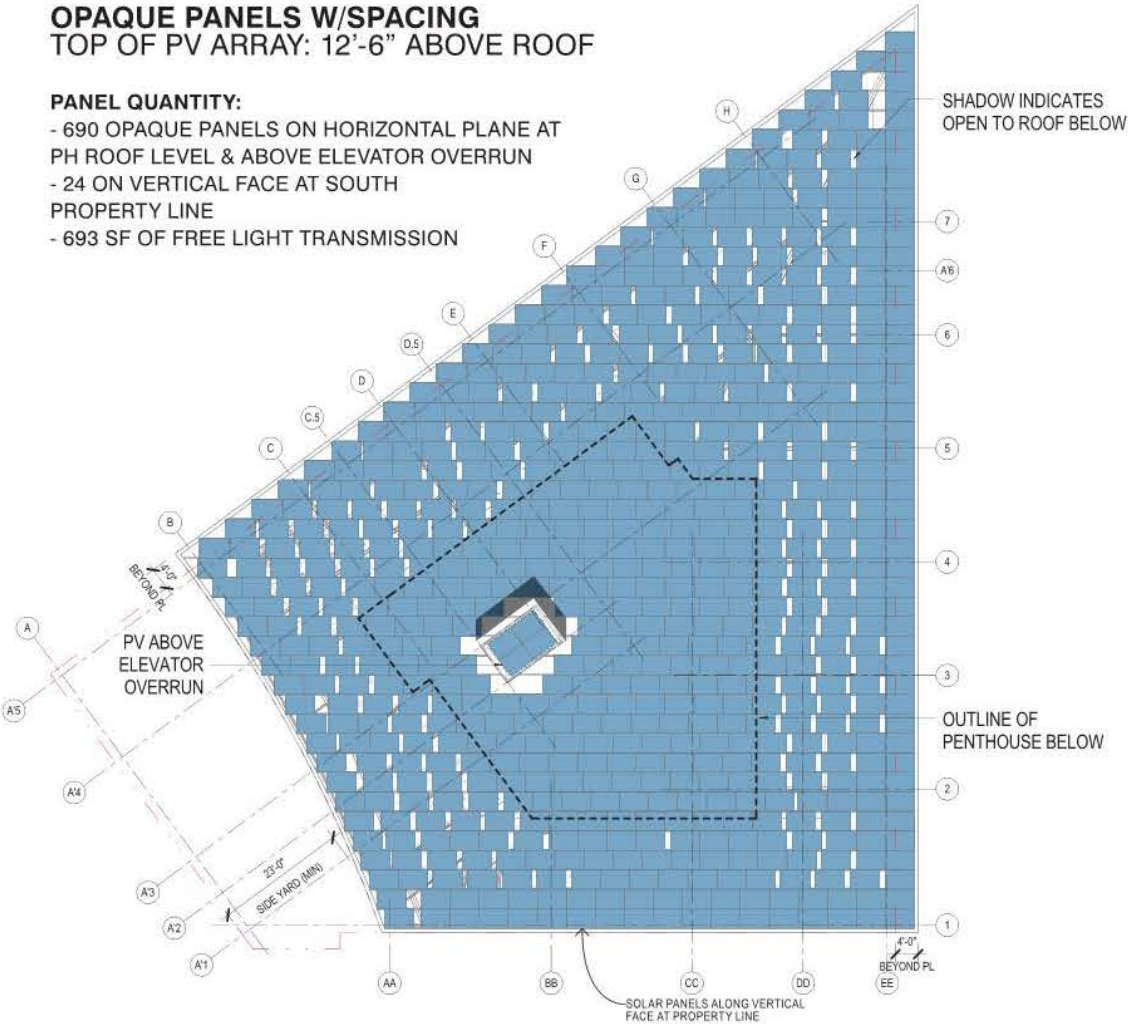 OPAQUE PANELS W/SPACING
TOP OF PV ARRAY: 12'-6” ABOVE ROOF
PANEL QUANTITY:
- 690 OPAQUE PANELS ON HORIZONTAL PLANE AT
PH ROOF LEVEL & ABOVE ELEVATOR OVERRUN
- 24 ON VERTICAL FACE AT SOUTH
PROPERTY LINE
- 693 SF OF FREE LIGHT TRANSMISSION
SHADOW INDICATES
OPEN TO ROOF BELOW
H
G
F
E
D.5
D
C.5
C
B
A
7
A'6
6
5
4
3
2
1
4'-0"
BEYOND PL
PV ABOVE
ELEVATOR
OVERRUN
OUTLINE OF
PENTHOUSE BELOW
A'5
A'4
A'3
A'2
A'1
23'-0"
SIDE YARD (MIN)
4'-0"
BEYOND PL
AA
BB
CC
DD
EE
SOLAR PANELS ALONG VERTICAL
FACE AT PROPERTY LINE